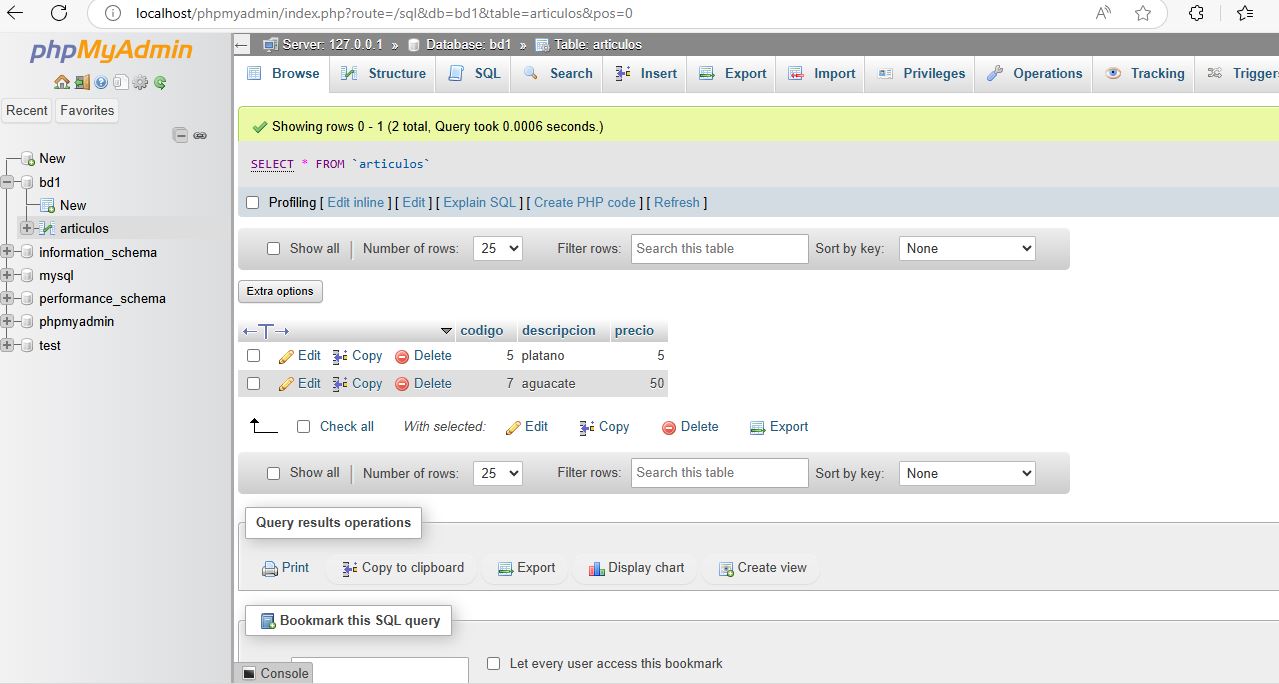 localhost/phpmyadmin/index.php?route=/sql&db=bd1&table=articulos&pos=0
phpMyAdmin
Recent Favorites
New
bd1
New
articulos
information_schema
mysql
performance_schema
phpmyadmin
test
Server: 127.0.0.1 » Database: bd1 » Table: articulos
Browse Structure SQL Search Insert Export Import Privileges Operations Tracking Triggers
Showing rows 0 - 1 (2 total, Query took 0.0006 seconds.)
SELECT * FROM `articulos`
Profiling [ Edit inline ] [ Edit ] [ Explain SQL ] [ Create PHP code ] [ Refresh ]
Show all | Number of rows: 25 Filter rows: Search this table Sort by key: None
Extra options
codigo descripcion precio
Edit Copy Delete 5 platano 5
Edit Copy Delete 7 aguacate 50
Check all With selected: Edit Copy Delete Export
Show all | Number of rows: 25 Filter rows: Search this table Sort by key: None
Query results operations
Print Copy to clipboard Export Display chart Create view
Bookmark this SQL query
Let every user access this bookmark
Console